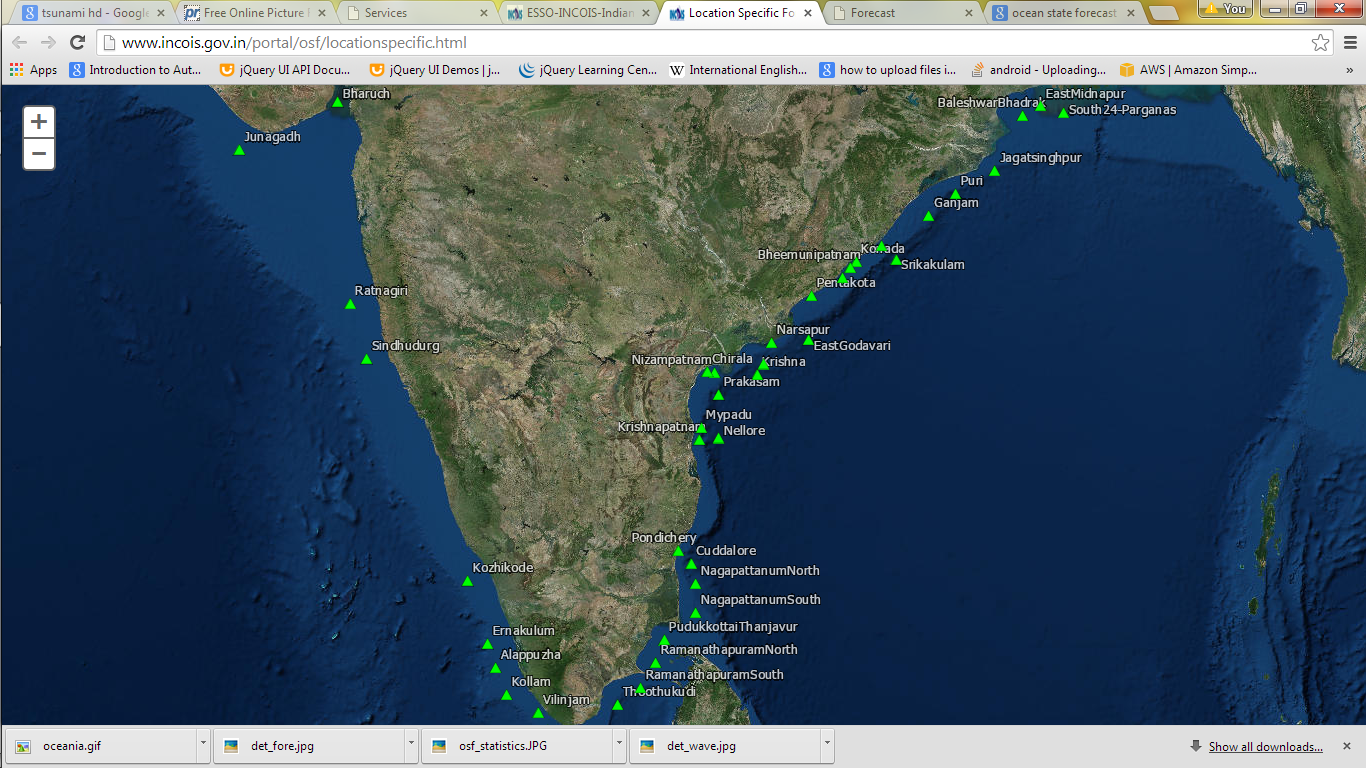 tsunami hd - Google
Free Online Picture
Services
ESSO-INCOIS-Indian
Location Specific Fo
Forecast
ocean state forecast
You
www.incois.gov.in/portal/osf/locationspecific.html
Apps
Introduction to Aut...
jQuery UI API Docu...
jQuery UI Demos | j...
jQuery Learning Cen...
International English...
how to upload files i...
android - Uploading...
AWS | Amazon Simp...
»
+
−
Bharuch
Junagadh
EastMidnapur
BaleshwarBhadrak
South24-Parganas
Jagatsinghpur
Puri
Ganjam
Bheemunipatnam
Konada
Srikakulam
Pentakota
Ratnagiri
Narsapur
Sindhudurg
EastGodavari
Nizampatnam
Chirala
Krishna
Prakasam
Mypadu
Krishnapatnam
Nellore
Pondichery
Cuddalore
Kozhikode
NagapattanumNorth
NagapattanumSouth
Ernakulum
PudukkottaiThanjavur
Alappuzha
RamanathapuramNorth
Kollam
RamanathapuramSouth
Vilinjam
Thoothukudi
oceania.gif
det_fore.jpg
osf_statistics.JPG
det_wave.jpg
Show all downloads...